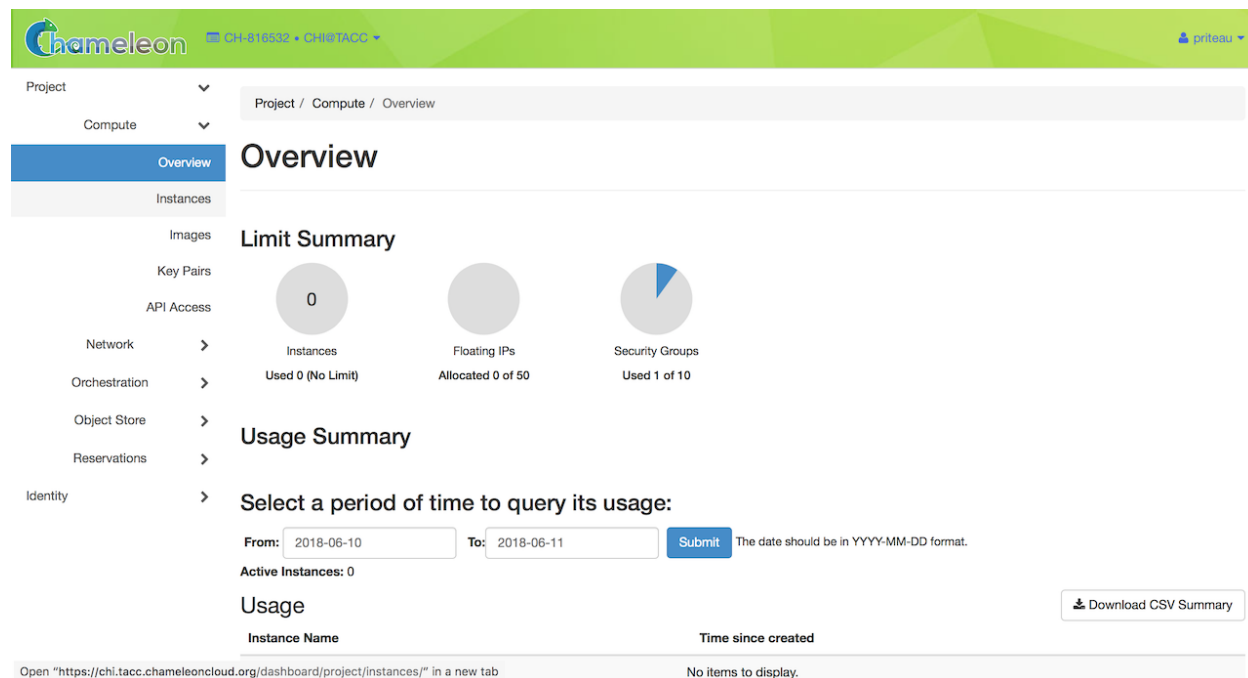 Chameleon CH-816532 • CHI@TACC priteau
Project
Compute
Overview
Instances
Images
Key Pairs
API Access
Network
Orchestration
Object Store
Reservations
Identity
Project / Compute / Overview
Overview
Limit Summary
0
Instances Floating IPs Security Groups
Used 0 (No Limit) Allocated 0 of 50 Used 1 of 10
Usage Summary
Select a period of time to query its usage:
From: 2018-06-10 To: 2018-06-11 Submit The date should be in YYYY-MM-DD format.
Active Instances: 0
Usage Download CSV Summary
Instance Name Time since created
No items to display.
Open "https://chi.tacc.chameleoncloud.org/dashboard/project/instances/" in a new tab